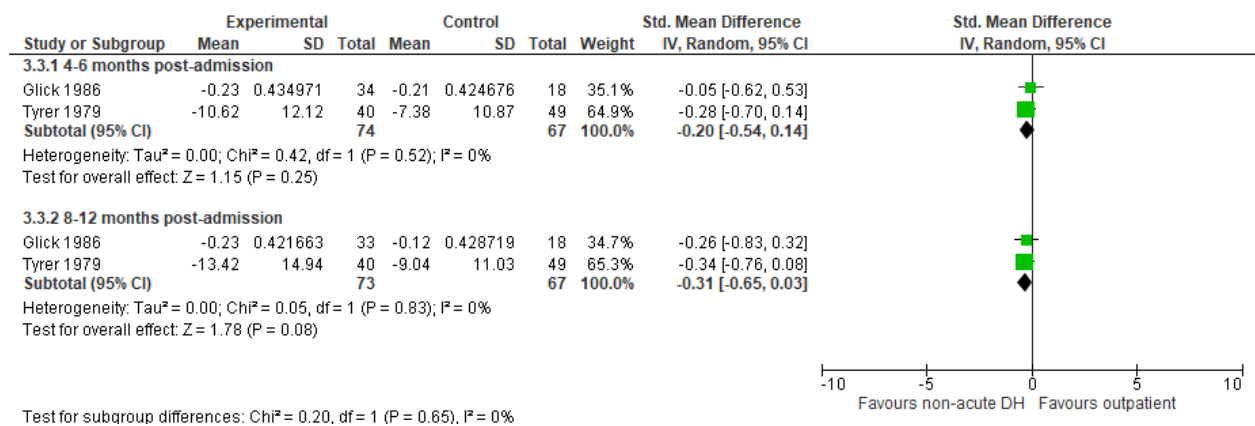 Experimental Control Std. Mean Difference Std. Mean Difference
Study or Subgroup Mean SD Total Mean SD Total Weight IV, Random, 95% CI IV, Random, 95% CI
3.3.1 4-6 months post-admission
Glick 1986 -0.23 0.434971 34 -0.21 0.424676 18 35.1% -0.05 [-0.62, 0.53]
Tyrer 1979 -10.62 12.12 40 -7.38 10.87 49 64.9% -0.28 [-0.70, 0.14]
Subtotal (95% CI) 74 67 100.0% -0.20 [-0.54, 0.14]
Heterogeneity: Tau² = 0.00; Chi² = 0.42, df = 1 (P = 0.52); I² = 0%
Test for overall effect: Z = 1.15 (P = 0.25)
3.3.2 8-12 months post-admission
Glick 1986 -0.23 0.421663 33 -0.12 0.428719 18 34.7% -0.26 [-0.83, 0.32]
Tyrer 1979 -13.42 14.94 40 -9.04 11.03 49 65.3% -0.34 [-0.76, 0.08]
Subtotal (95% CI) 73 67 100.0% -0.31 [-0.65, 0.03]
Heterogeneity: Tau² = 0.00; Chi² = 0.05, df = 1 (P = 0.83); I² = 0%
Test for overall effect: Z = 1.78 (P = 0.08)
-10 -5 0 5 10
Favours non-acute DH Favours outpatient
Test for subgroup differences: Chi² = 0.20, df = 1 (P = 0.65), I² = 0%